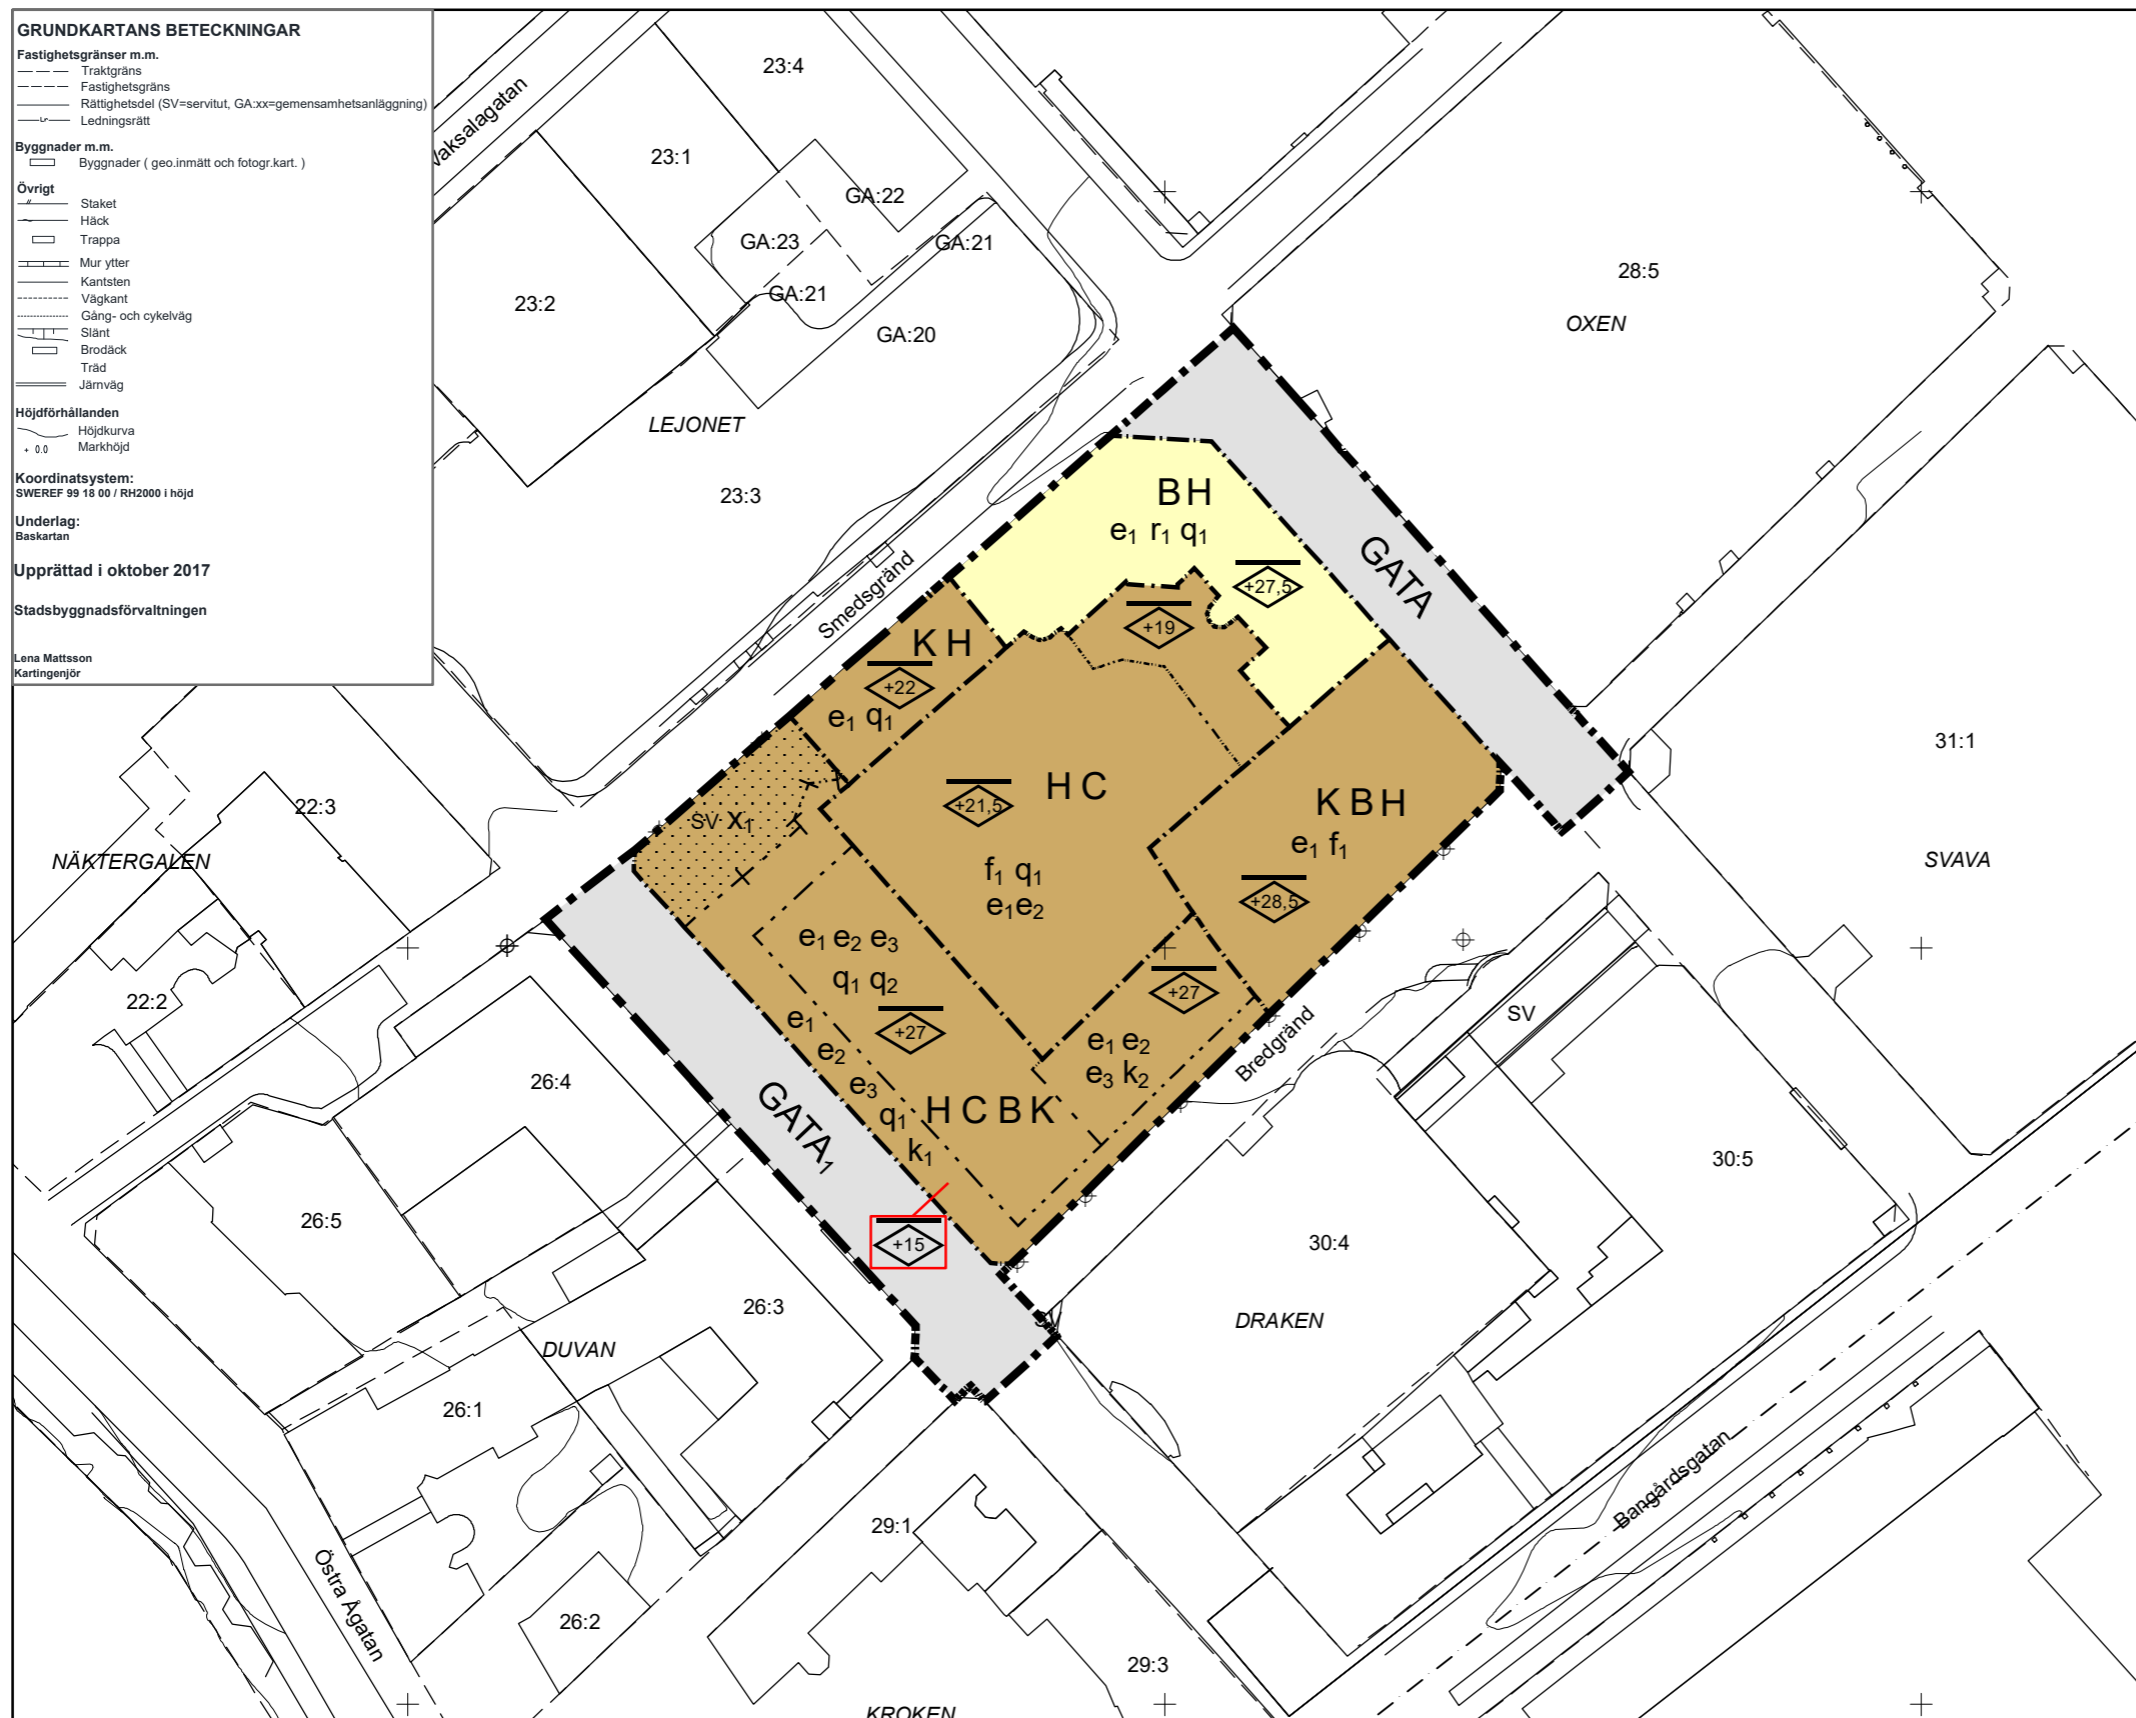 GRUNDKARTANS BETECKNINGAR
Fastighetsgränser m.m.
Traktgräns
Fastighetsgräns
Rättighetsdel (SV=servitut, GA:xx=gemensamhetsanläggning)
Ledningsrätt
Byggnader m.m.
Byggnader ( geo.inmätt och fotogr.kart. )
Övrigt
Staket
Häck
Trappa
Mur ytter
Kantsten
Vägkant
Gång- och cykelväg
Slänt
Brodäck
Träd
Järnväg
Höjdförhållanden
Höjdkurva
+ 0.0 Markhöjd
Koordinatsystem:
SWEREF 99 18 00 / RH2000 i höjd
Underlag:
Baskartan
Upprättad i oktober 2017
Stadsbyggnadsförvaltningen
Lena Mattsson
Kartingenjör
Vaksalagatan
23:4
23:1
GA:22
GA:23
GA:21
GA:21
23:2
GA:20
28:5
OXEN
LEJONET
23:3
Smedsgränd
BH
e₁ r₁ q₁
+27,5
GATA
+19
KH
+22
e₁ q₁
31:1
HC
+21,5
KBH
e₁ f₁
+28,5
22:3
SV x₁
NÄKTERGALEN
SVAVA
f₁ q₁
e₁e₂
e₁ e₂ e₃
q₁ q₂
+27
+27
22:2
SV
e₁
e₂
e₃
q₁
k₁
e₁ e₂
e₃ k₂
Bredgränd
26:4
GATA₁
HCBK
30:5
26:5
+15
30:4
26:3
DRAKEN
DUVAN
26:1
Bangårdsgatan
29:1
Östra Ågatan
26:2
29:3
KROKEN